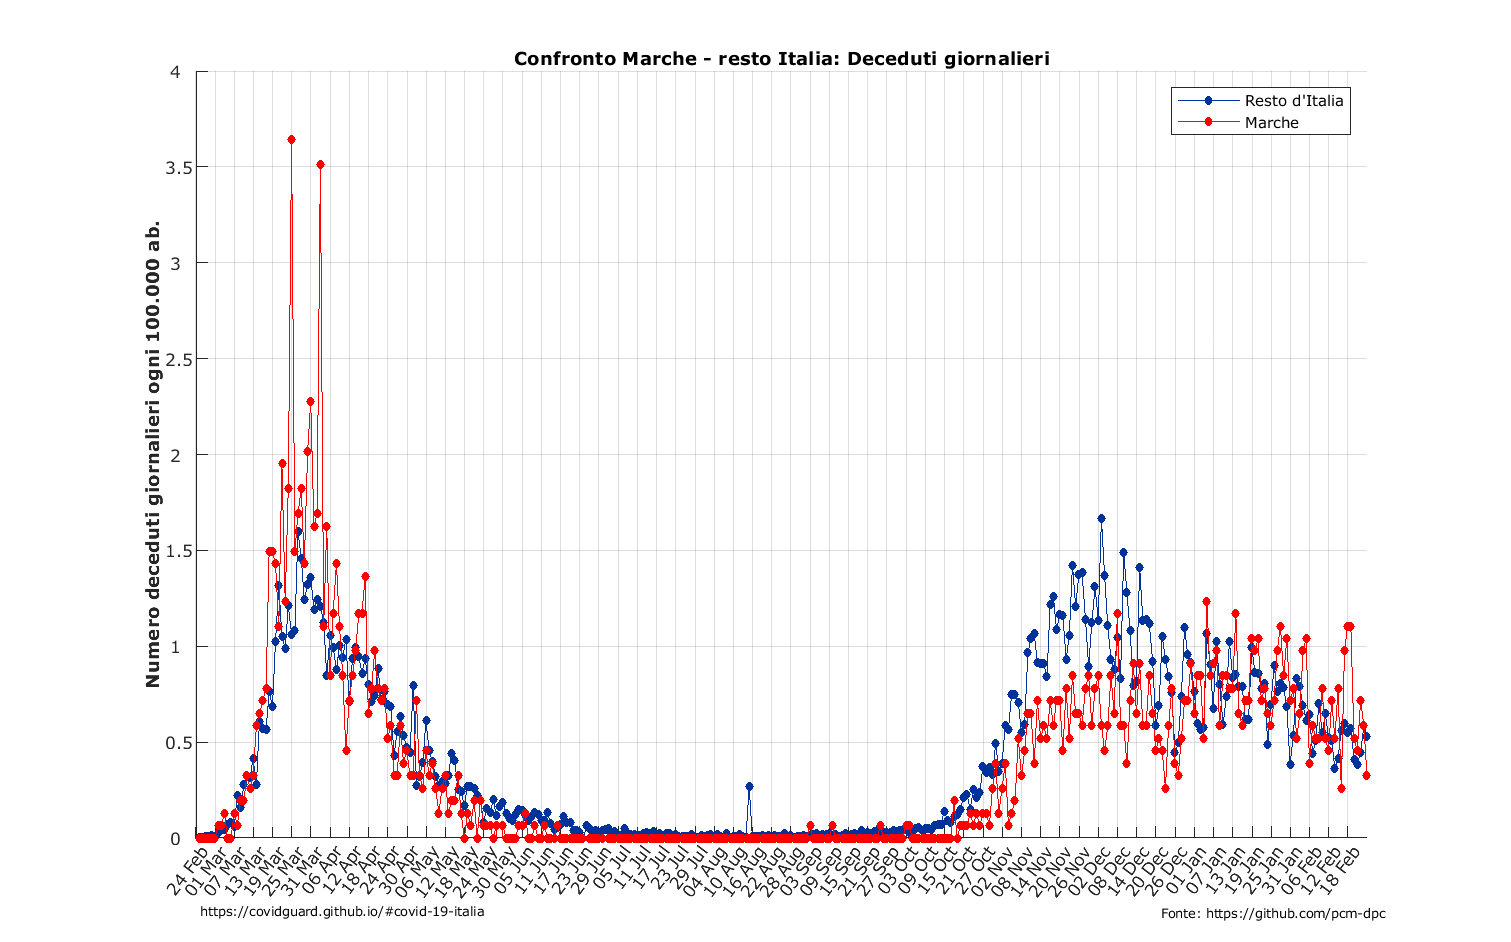 Confronto Marche - resto Italia: Deceduti giornalieri
Resto d'Italia
Marche
Numero deceduti giornalieri ogni 100.000 ab.
4
3.5
3
2.5
2
1.5
1
0.5
0
24 Feb
01 Mar
07 Mar
13 Mar
19 Mar
25 Mar
31 Mar
06 Apr
12 Apr
18 Apr
24 Apr
30 Apr
06 May
12 May
18 May
24 May
30 May
05 Jun
11 Jun
17 Jun
23 Jun
29 Jun
05 Jul
11 Jul
17 Jul
23 Jul
29 Jul
04 Aug
10 Aug
16 Aug
22 Aug
28 Aug
03 Sep
09 Sep
15 Sep
21 Sep
27 Sep
03 Oct
09 Oct
15 Oct
21 Oct
27 Oct
02 Nov
08 Nov
14 Nov
20 Nov
26 Nov
02 Dec
08 Dec
14 Dec
20 Dec
26 Dec
01 Jan
07 Jan
13 Jan
19 Jan
25 Jan
31 Jan
06 Feb
12 Feb
18 Feb
https://covidguard.github.io/#covid-19-italia
Fonte: https://github.com/pcm-dpc